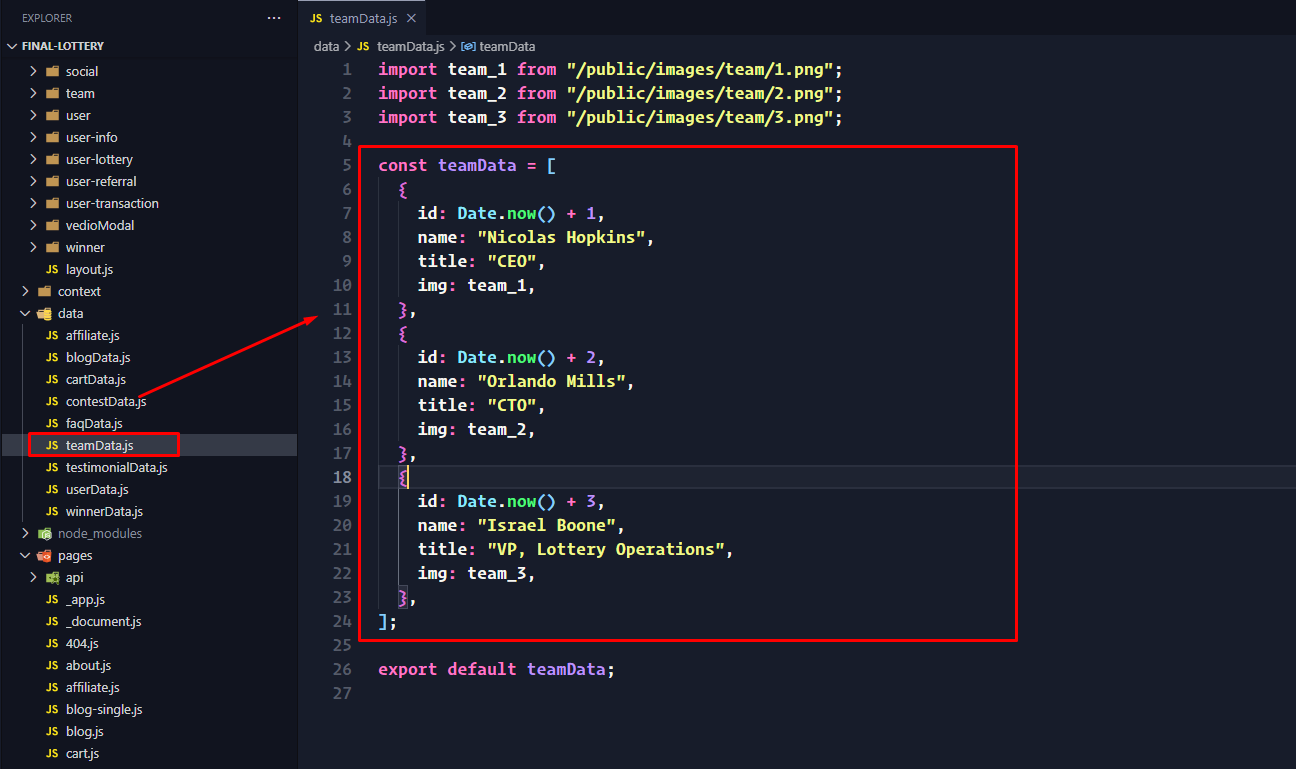 EXPLORER
FINAL-LOTTERY
social
team
user
user-info
user-lottery
user-referral
user-transaction
vedioModal
winner
JS layout.js
context
data
JS affiliate.js
JS blogData.js
JS cartData.js
JS contestData.js
JS faqData.js
JS teamData.js
JS testimonialData.js
JS userData.js
JS winnerData.js
node_modules
pages
api
JS _app.js
JS _document.js
JS 404.js
JS about.js
JS affiliate.js
JS blog-single.js
JS blog.js
JS cart.js
JS teamData.js
data > JS teamData.js > teamData
1 import team_1 from "/public/images/team/1.png";
2 import team_2 from "/public/images/team/2.png";
3 import team_3 from "/public/images/team/3.png";
4
5 const teamData = [
6 {
7 id: Date.now() + 1,
8 name: "Nicolas Hopkins",
9 title: "CEO",
10 img: team_1,
11 },
12 {
13 id: Date.now() + 2,
14 name: "Orlando Mills",
15 title: "CTO",
16 img: team_2,
17 },
18 {
19 id: Date.now() + 3,
20 name: "Israel Boone",
21 title: "VP, Lottery Operations",
22 img: team_3,
23 },
24 ];
25
26 export default teamData;
27